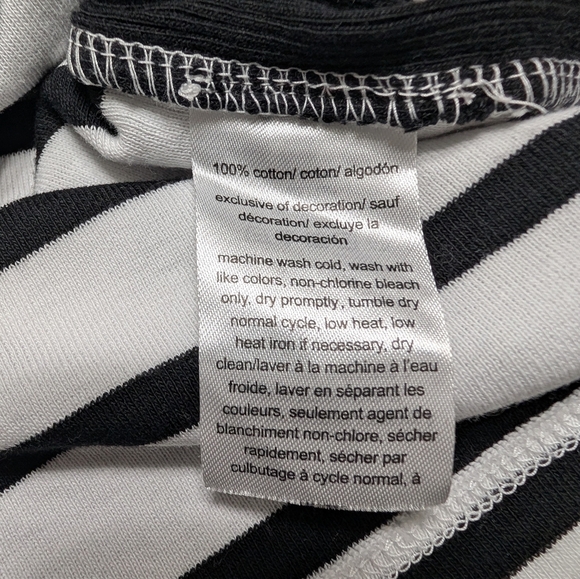 100% cotton/ coton/ algodón
exclusive of decoration/ sauf
décoration/ excluye la
decoración
machine wash cold, wash with
like colors, non-chlorine bleach
only, dry promptly, tumble dry
normal cycle, low heat, low
heat iron if necessary, dry
clean/laver à la machine à l'eau
froide, laver en séparant les
couleurs, seulement agent de
blanchiment non-chlore, sécher
rapidement, sécher par
culbutage à cycle normal, à